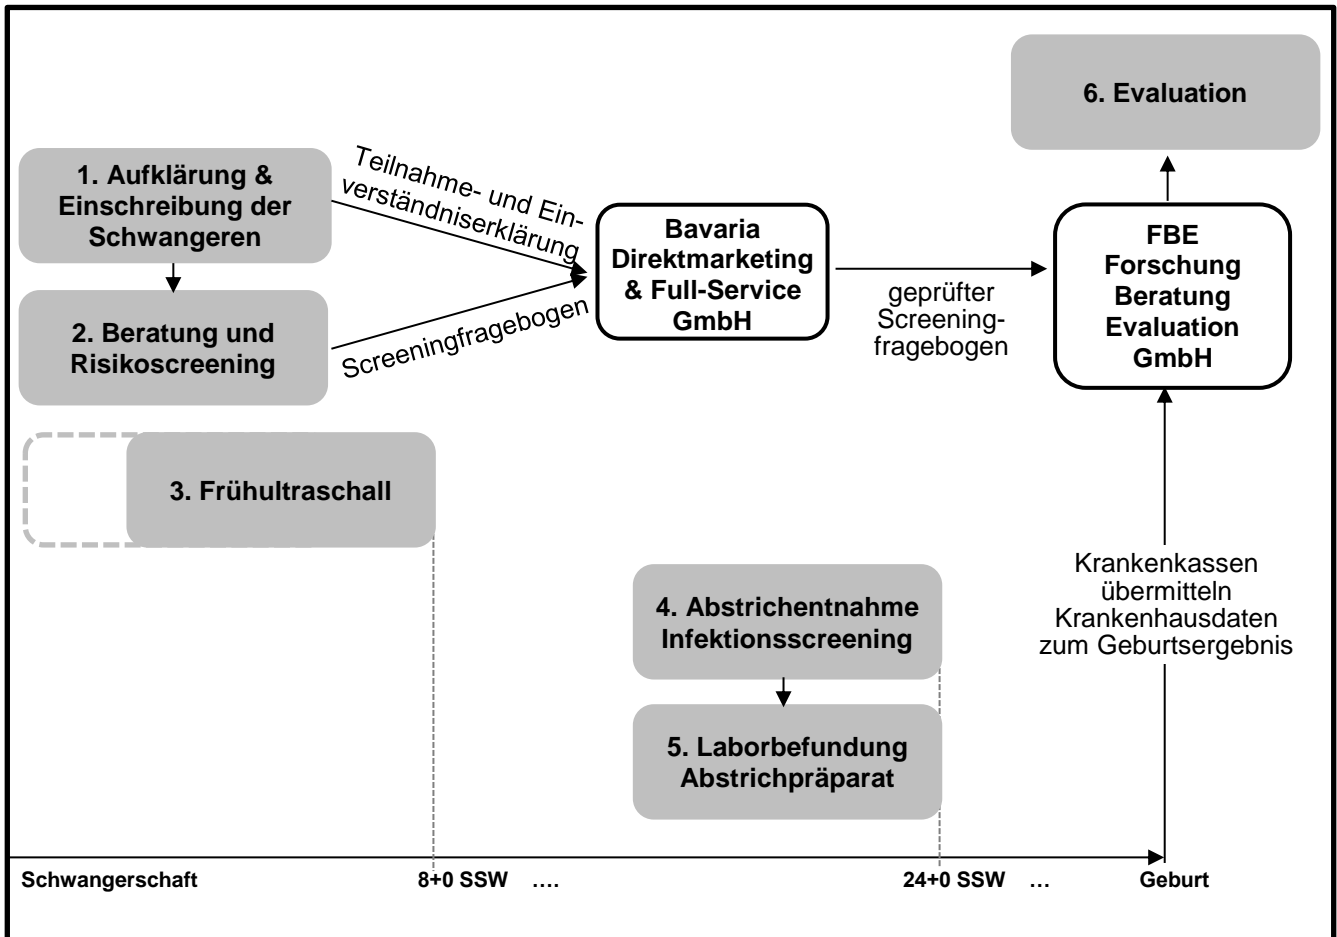 6. Evaluation
1. Aufklärung &
Einschreibung der
Schwangeren
Teilnahme- und Ein-
verständniserklärung
Bavaria
Direktmarketing
& Full-Service
GmbH
FBE
Forschung
Beratung
Evaluation
GmbH
geprüfter
Screening-
fragebogen
2. Beratung und
Risikoscreening
Screeningfragebogen
3. Frühultraschall
4. Abstrichentnahme
Infektionsscreening
Krankenkassen
übermitteln
Krankenhausdaten
zum Geburtsergebnis
5. Laborbefundung
Abstrichpräparat
Schwangerschaft 8+0 SSW .... 24+0 SSW ... Geburt